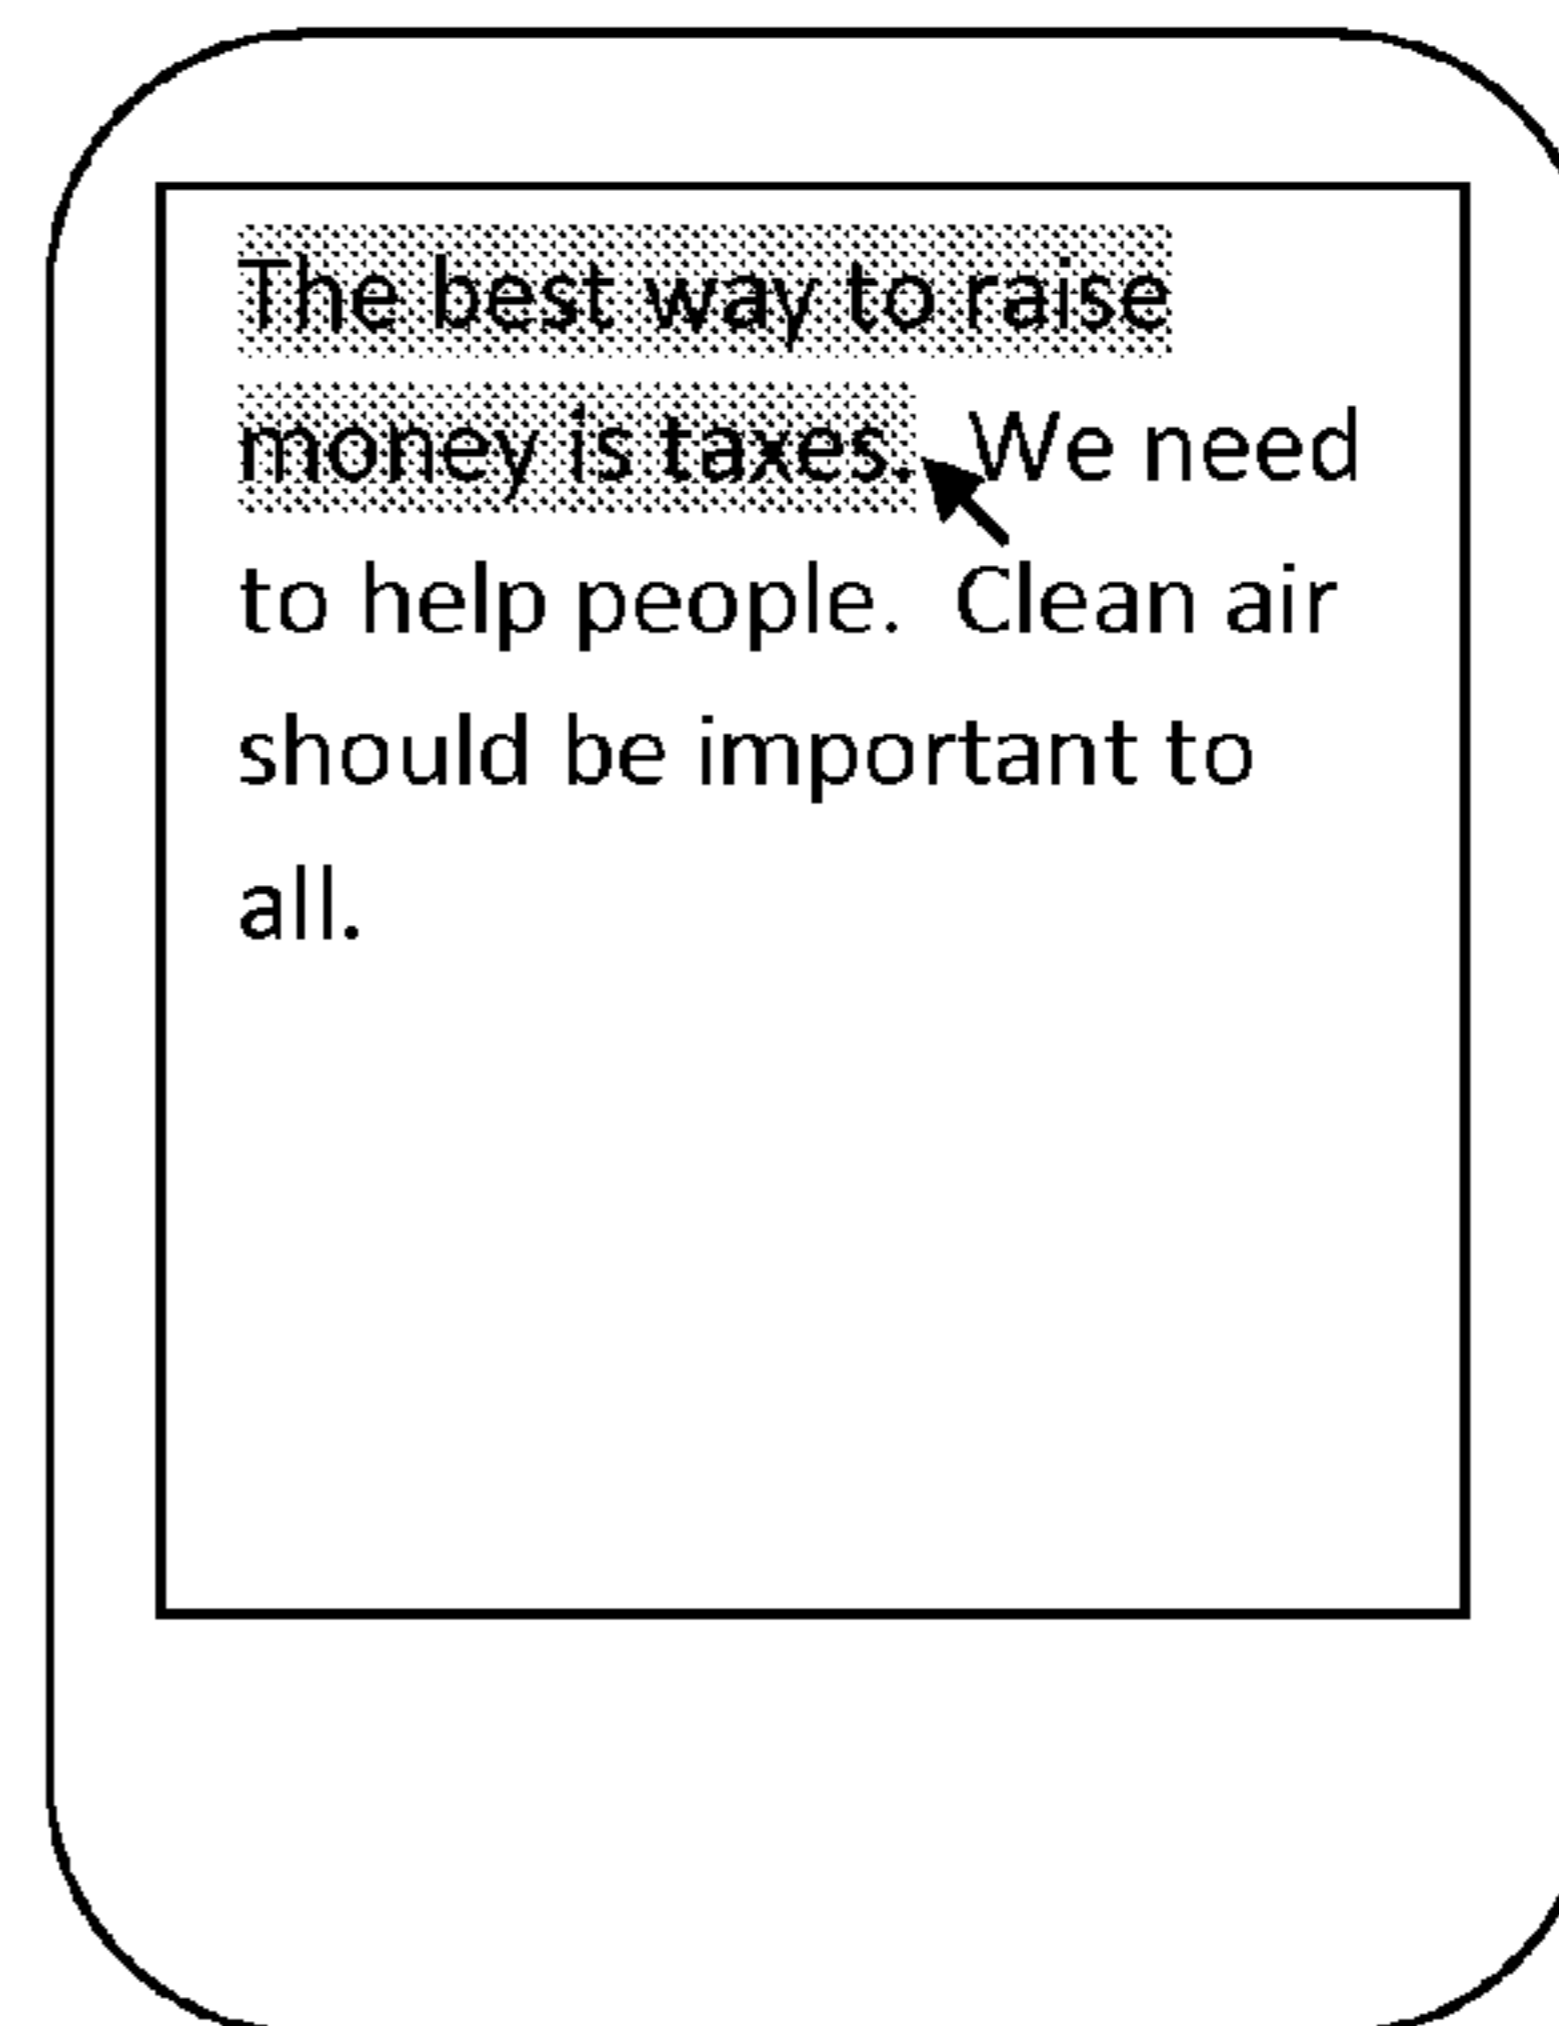 The best way to raise
money is taxes.  We need
to help people.  Clean air
should be important to
all.